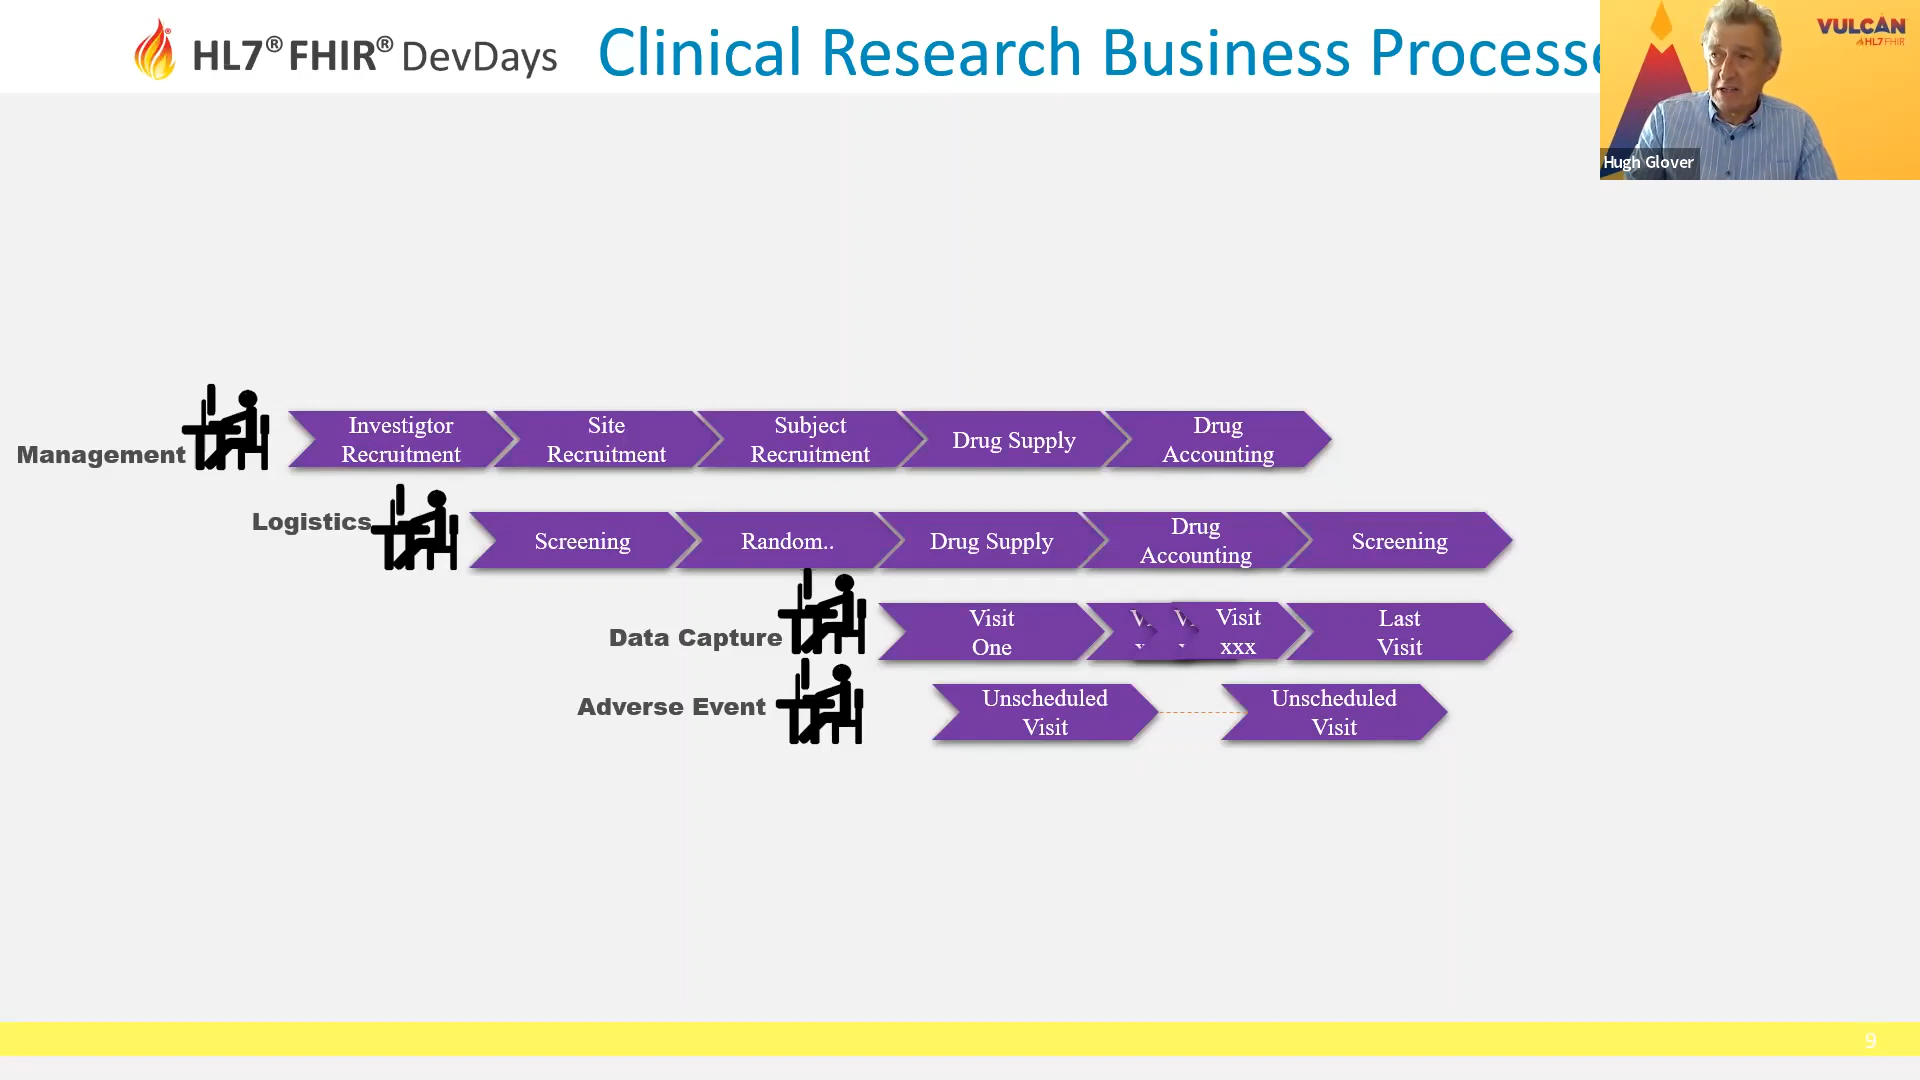 HL7® FHIR® DevDays
Clinical Research Business Processe
VULCAN
HL7 FHIR
Hugh Glover
Management
Investigtor
Recruitment
Site
Recruitment
Subject
Recruitment
Drug Supply
Drug
Accounting
Logistics
Screening
Random..
Drug Supply
Drug
Accounting
Screening
Data Capture
Visit
One
Visit
xxx
Last
Visit
Adverse Event
Unscheduled
Visit
Unscheduled
Visit
9